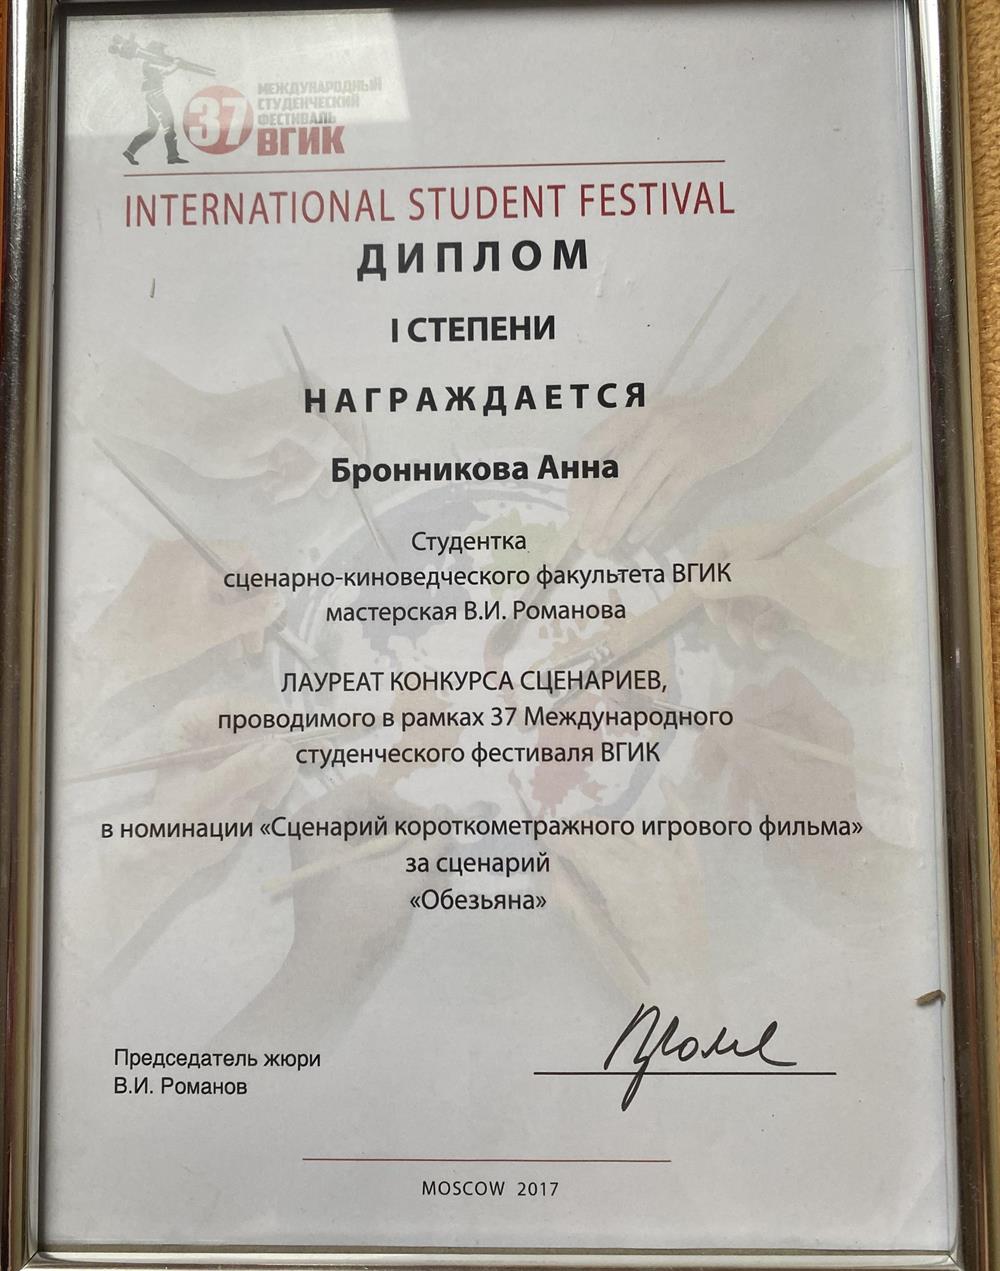 37
МЕЖДУНАРОДНЫЙ
СТУДЕНЧЕСКИЙ
ФЕСТИВАЛЬ
ВГИК
INTERNATIONAL STUDENT FESTIVAL
ДИПЛОМ
I СТЕПЕНИ
НАГРАЖДАЕТСЯ
Бронникова Анна
Студентка
сценарно-киноведческого факультета ВГИК
мастерская В.И. Романова
ЛАУРЕАТ КОНКУРСА СЦЕНАРИЕВ,
проводимого в рамках 37 Международного
студенческого фестиваля ВГИК
в номинации «Сценарий короткометражного игрового фильма»
за сценарий
«Обезьяна»
Председатель жюри
В.И. Романов
MOSCOW 2017